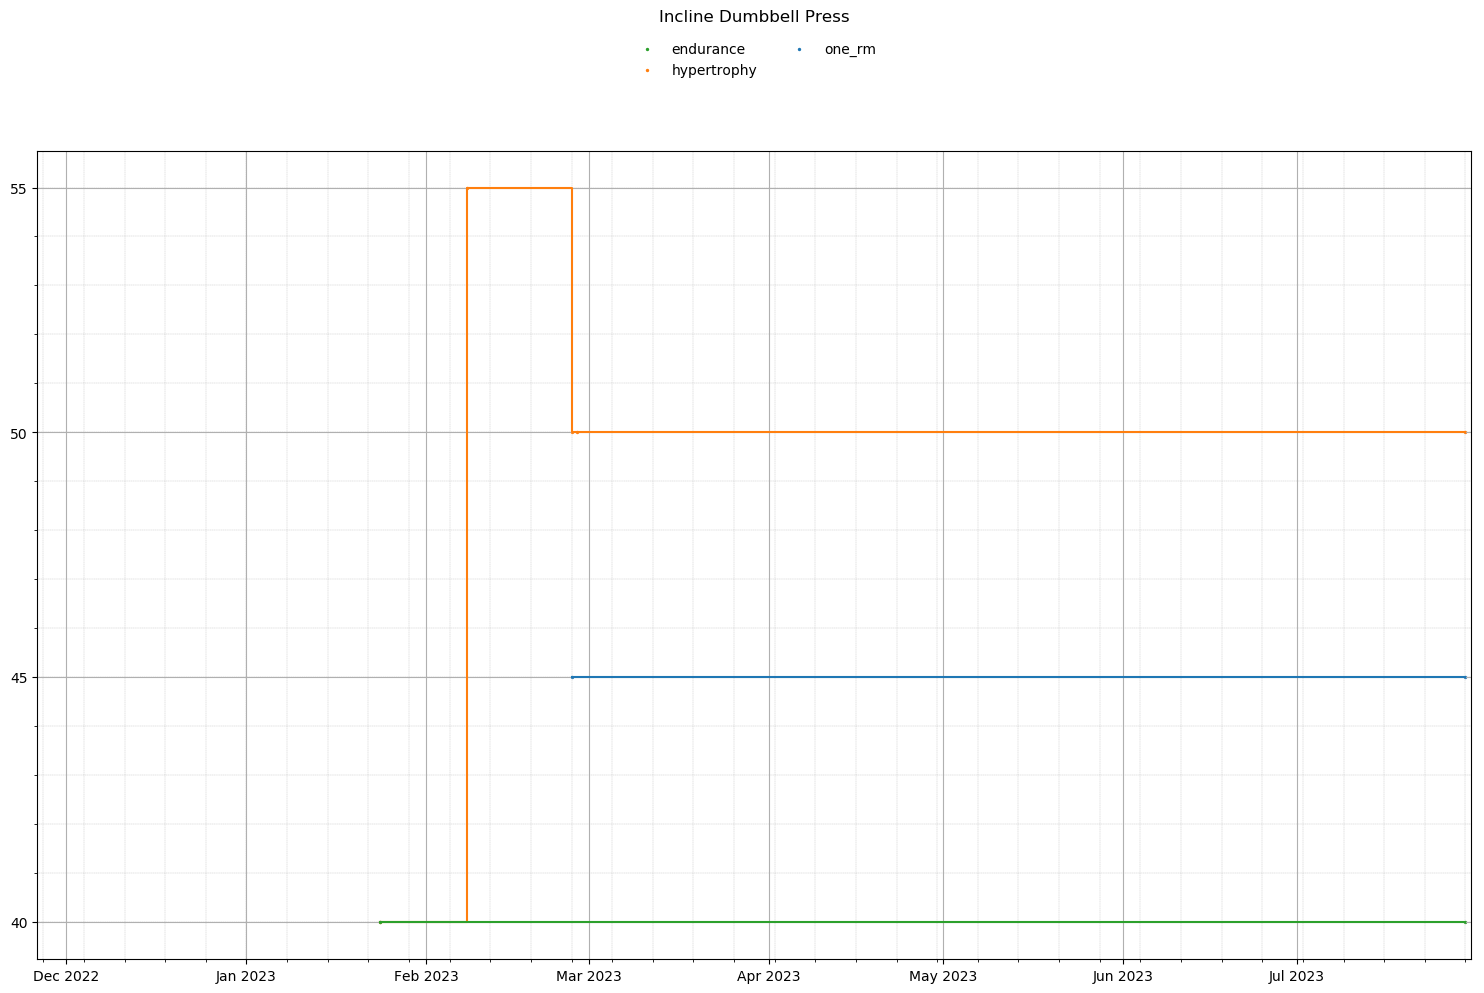 Incline Dumbbell Press
endurance one_rm
hypertrophy
55
50
45
40
Dec 2022 Jan 2023 Feb 2023 Mar 2023 Apr 2023 May 2023 Jun 2023 Jul 2023